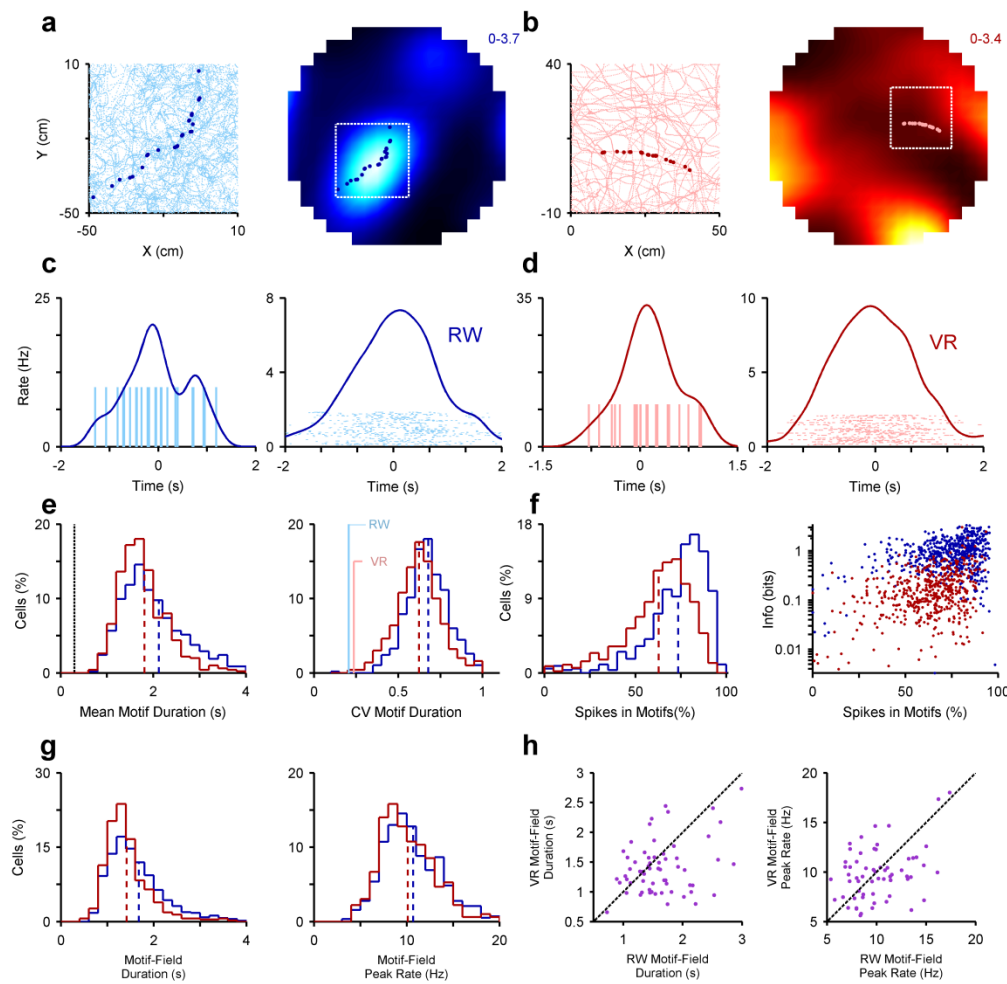 a
b
0-3.7
0-3.4
10
Y (cm)
-50
-50
10
X (cm)
40
-10
0
50
X (cm)
c
d
25
Rate (Hz)
0
-2
0
2
Time (s)
8
RW
4
0
-2
0
2
Time (s)
35
0
-1.5
0
1.5
Time (s)
10
VR
5
0
-2
0
2
Time (s)
e
f
20
Cells (%)
10
0
0
2
4
Mean Motif Duration (s)
20
RW
VR
10
0
0
0.5
1
CV Motif Duration
18
Cells (%)
9
0
0
50
100
Spikes in Motifs(%)
Info (bits)
1
0.1
0.01
0
50
100
Spikes in Motifs (%)
g
h
30
Cells (%)
15
0
0
2
4
Motif-Field
Duration (s)
20
10
0
0
10
20
Motif-Field
Peak Rate (Hz)
VR Motif-Field
Duration (s)
3
2.5
2
1.5
1
0.5
1
2
3
RW Motif-Field
Duration (s)
VR Motif-Field
Peak Rate (Hz)
20
15
10
5
5
10
15
20
RW Motif-Field
Peak Rate (Hz)